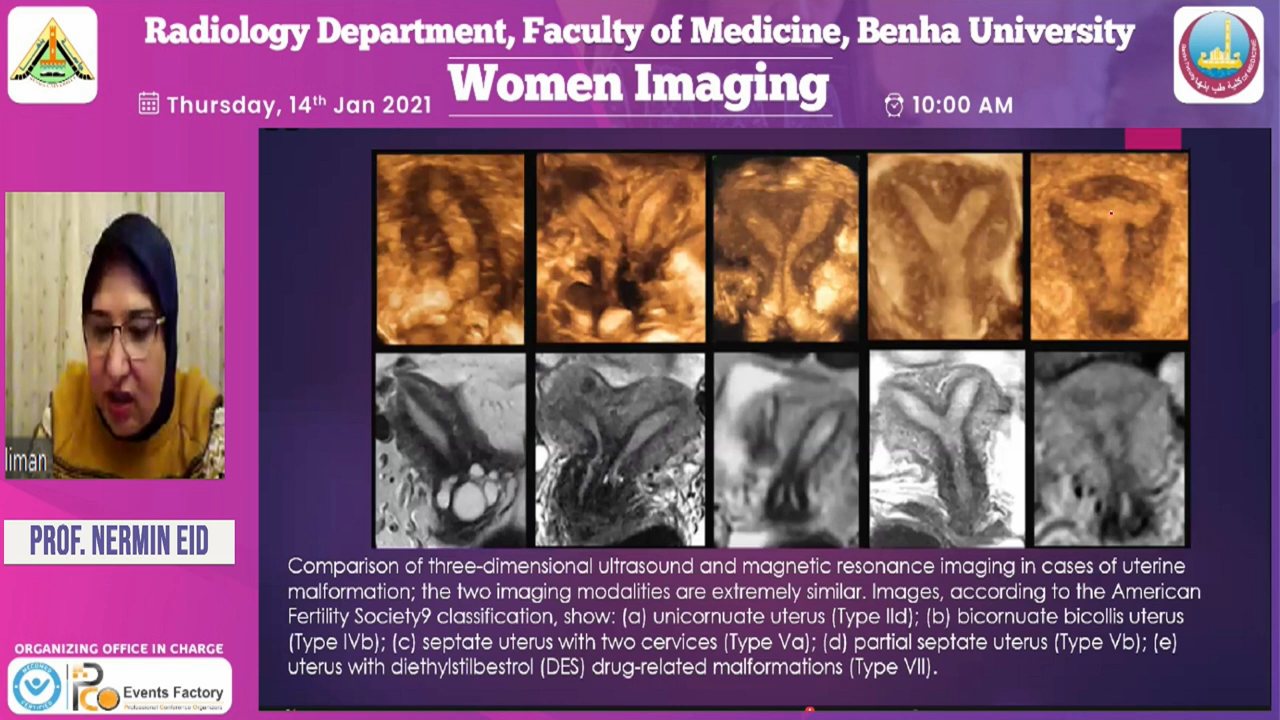 Radiology Department, Faculty of Medicine, Benha University
Women Imaging
Thursday, 14th Jan 2021
10:00 AM
liman
PROF. NERMIN EID
Comparison of three-dimensional ultrasound and magnetic resonance imaging in cases of uterine
malformation; the two imaging modalities are extremely similar. Images, according to the American
Fertility Society9 classification, show: (a) unicornuate uterus (Type IId); (b) bicornuate bicollis uterus
(Type IVb); (c) septate uterus with two cervices (Type Va); (d) partial septate uterus (Type Vb); (e)
uterus with diethylstilbestrol (DES) drug-related malformations (Type VII).
ORGANIZING OFFICE IN CHARGE
PCO
Events Factory
Professional Conference Organizers